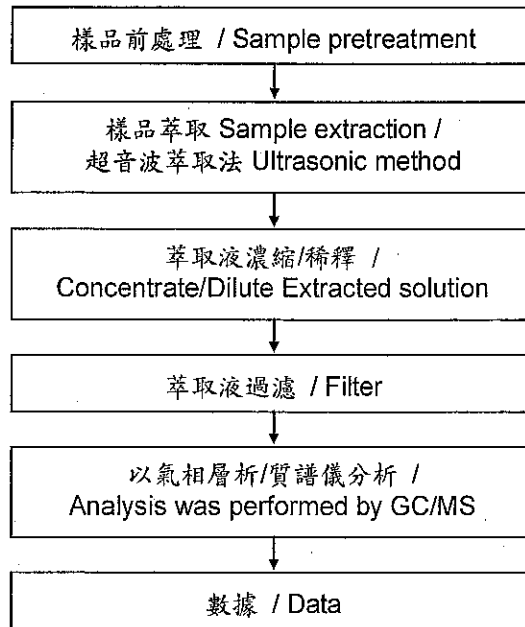 樣品前處理 / Sample pretreatment
樣品萃取 Sample extraction /
超音波萃取法 Ultrasonic method
萃取液濃縮/稀釋 /
Concentrate/Dilute Extracted solution
萃取液過濾 / Filter
以氣相層析/質譜儀分析 /
Analysis was performed by GC/MS
數據 / Data